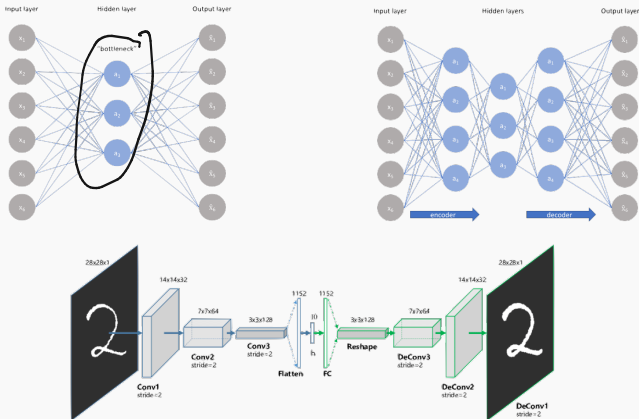 Input layer Hidden layer Output layer
"bottleneck"
x₁ x̂₁
x₂ a₁ x̂₂
x₃ a₂ x̂₃
x₄ a₃ x̂₄
x₅ x̂₅
x₆ x̂₆
Input layer Hidden layers Output layer
x₁ x̂₁
a₁ a₁
x₂ a₁ x̂₂
a₂ a₂
x₃ a₂ x̂₃
x₄ a₃ a₃ x̂₄
a₃
x₅ a₄ a₄ x̂₅
x₆ x̂₆
encoder decoder
28x28x1
14x14x32
7x7x64
3x3x128
1152
10
h
1152
3x3x128
7x7x64
14x14x32
28x28x1
Conv1
stride=2
Conv2
stride=2
Conv3
stride=2
Flatten
FC
Reshape
DeConv3
stride=2
DeConv2
stride=2
DeConv1
stride=2
2
2